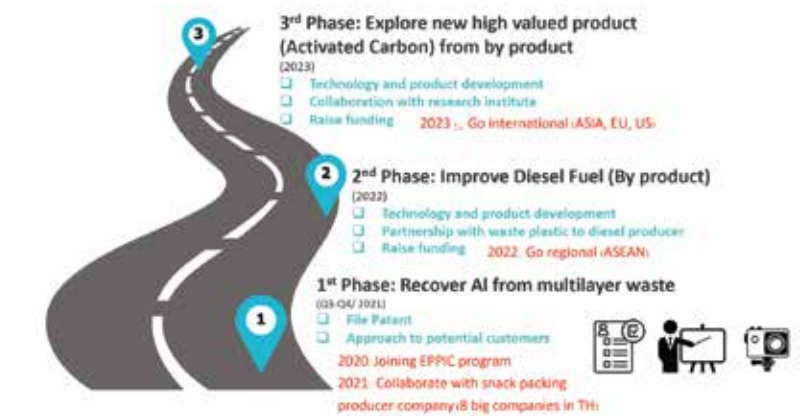 3
3rd Phase: Explore new high valued product
(Activated Carbon) from by product
(2023)
Technology and product development
Collaboration with research institute
Raise funding 2023 :, Go international (ASIA, EU, US)
2
2nd Phase: Improve Diesel Fuel (By product)
(2022)
Technology and product development
Partnership with waste plastic to diesel producer
Raise funding 2022: Go regional (ASEAN)
1
1st Phase: Recover Al from multilayer waste
(Q3-Q4/ 2021)
File Patent
Approach to potential customers
2020: Joining EPPIC program
2021: Collaborate with snack packing
producer company (8 big companies in TH)